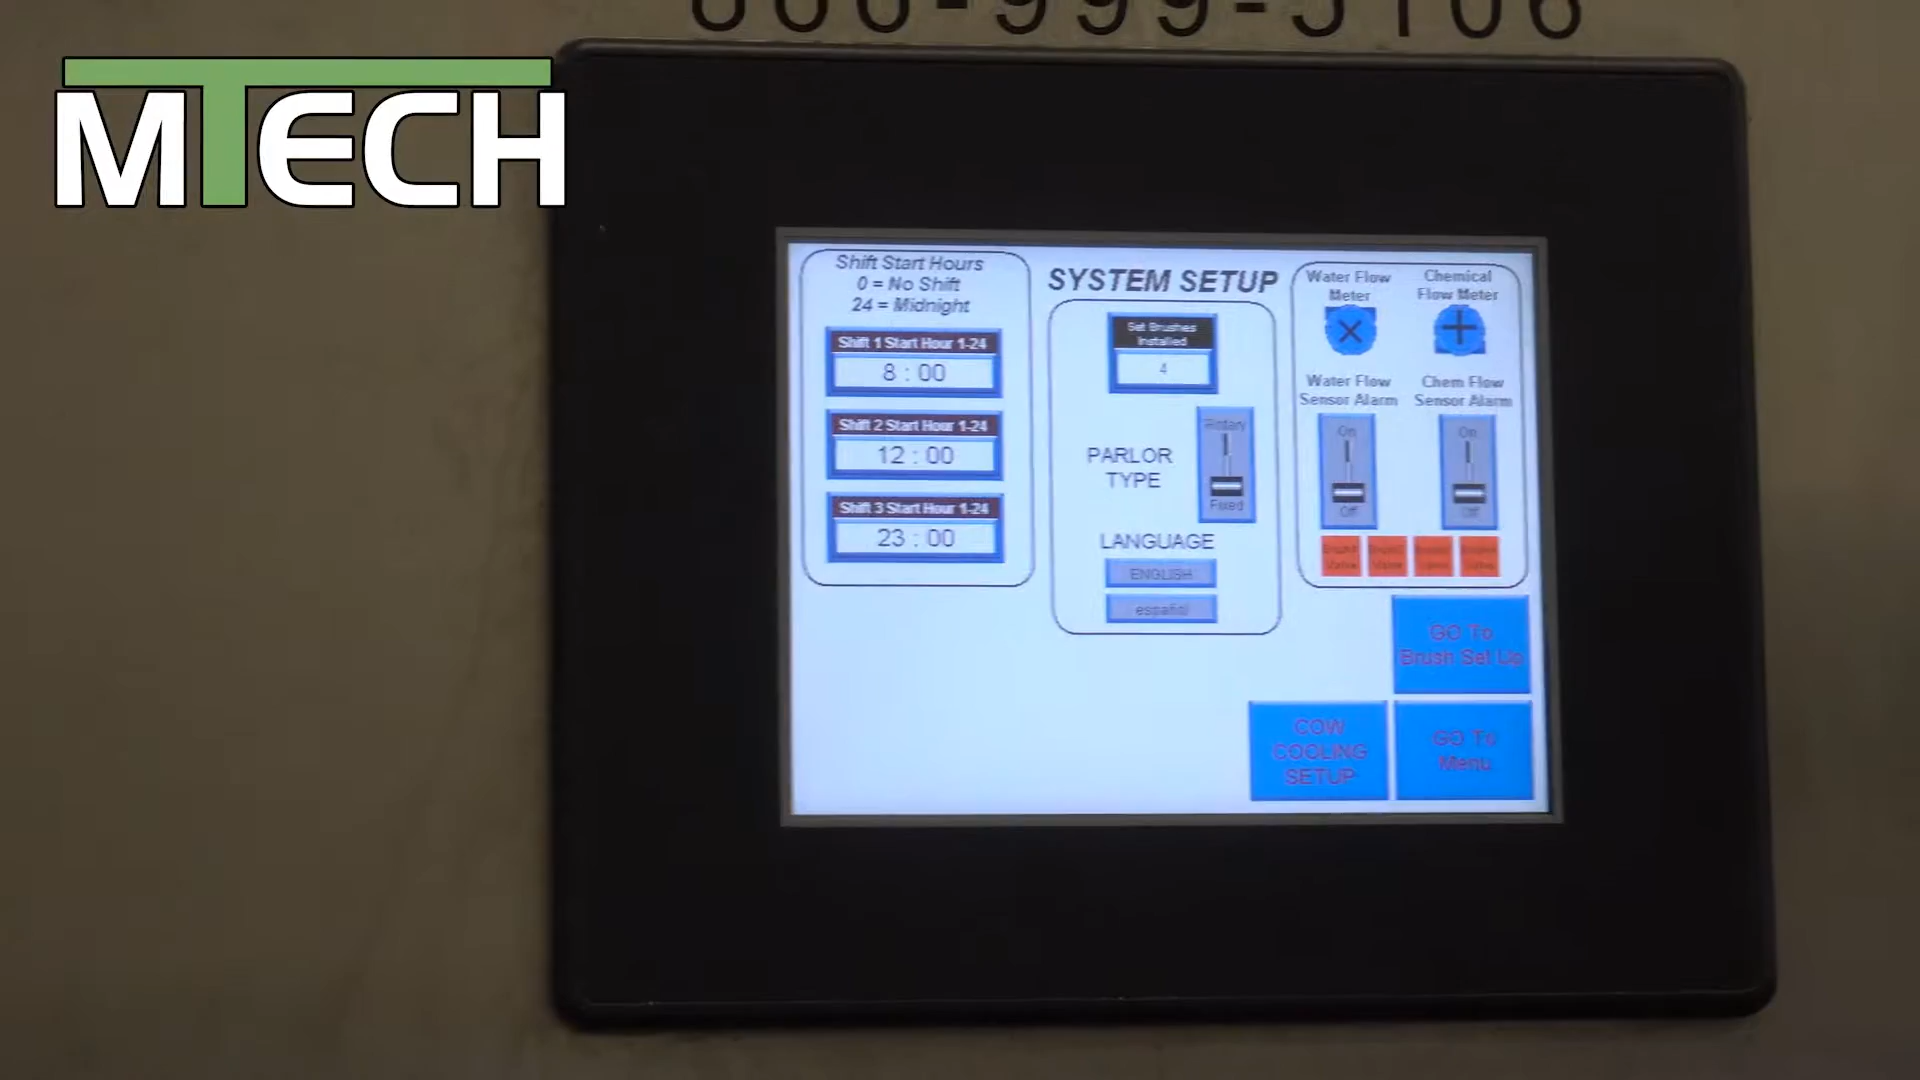 MTECH
Shift Start Hours
0 = No Shift
24 = Midnight
Shift 1 Start Hour 1-24
8 : 00
Shift 2 Start Hour 1-24
12 : 00
Shift 3 Start Hour 1-24
23 : 00
SYSTEM SETUP
Set Brushes
Installed
4
PARLOR
TYPE
Rotary
Fixed
LANGUAGE
ENGLISH
español
Water Flow
Meter
Chemical
Flow Meter
Water Flow
Sensor Alarm
On
Off
Chem Flow
Sensor Alarm
On
Off
GO To
Brush Set Up
COW
COOLING
SETUP
GO To
Menu